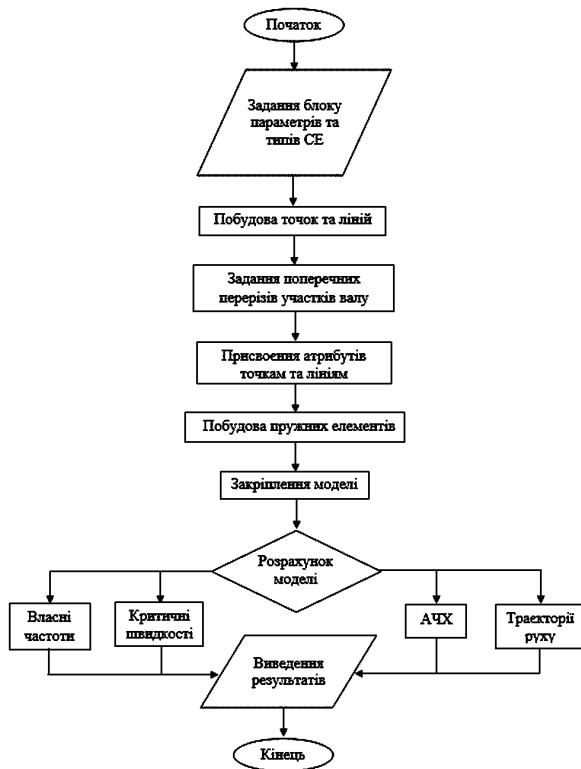 Початок
Задання блоку
параметрів та
типів СЕ
Побудова точок та ліній
Задання поперечних
перерізів участків валу
Присвоєння атрибутів
точкам та лініям
Побудова пружних елементів
Закріплення моделі
Розрахунок
моделі
Власні
частоти
Критичні
швидкості
АЧХ
Траекторії
руху
Виведення
результатів
Кінець